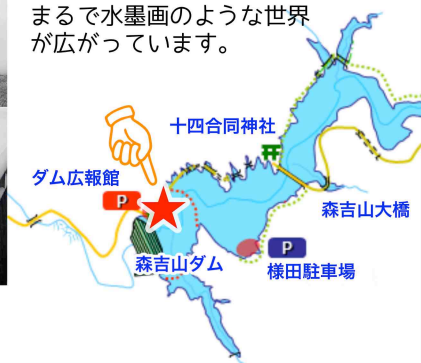 まるで水墨画のような世界
が広がっています。
十四合同神社
ダム広報館
P
森吉山大橋
森吉山ダム
P
様田駐車場